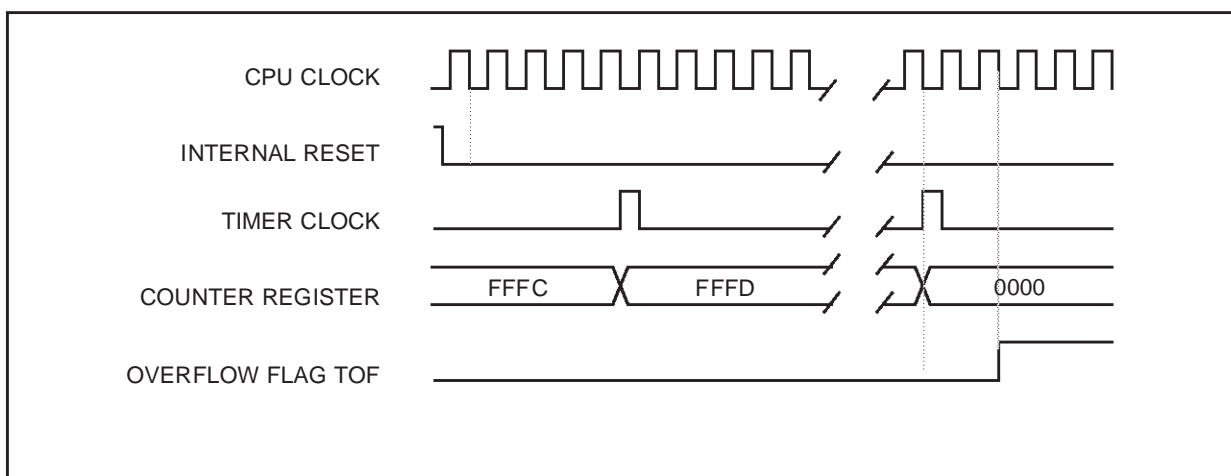 CPU CLOCK
INTERNAL RESET
TIMER CLOCK
COUNTER REGISTER
FFFC
FFFD
0000
OVERFLOW FLAG TOF